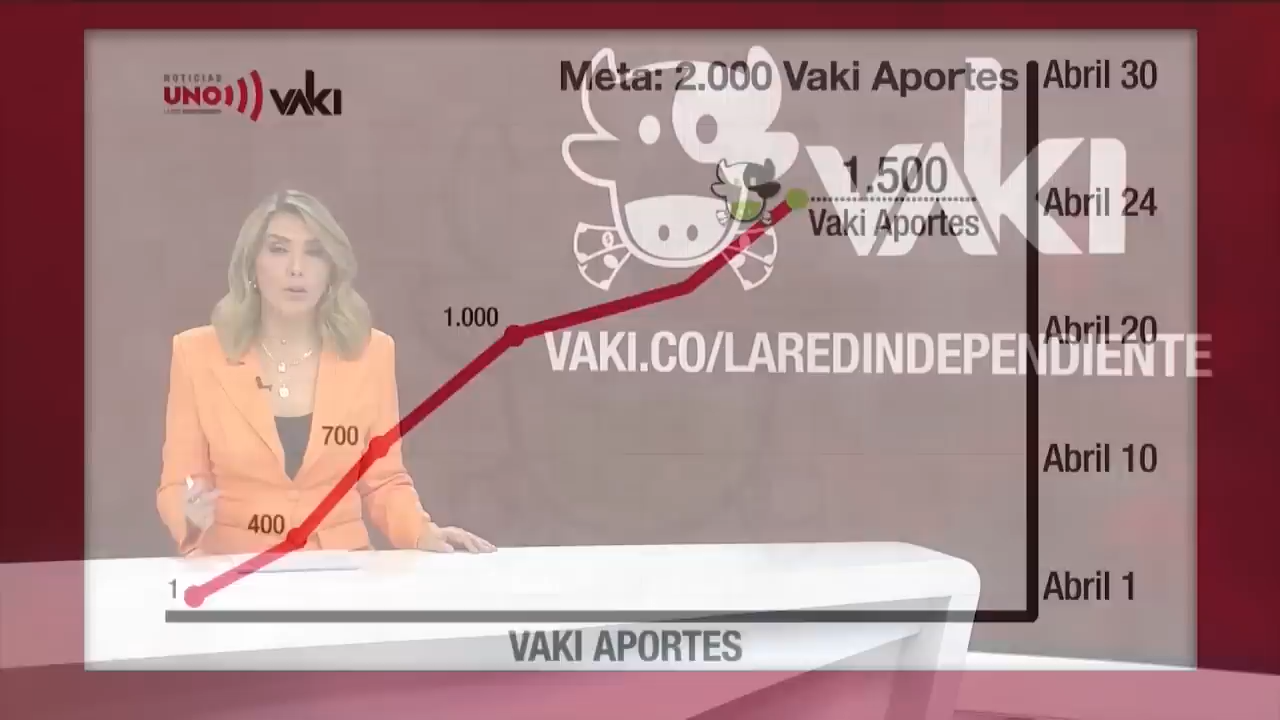 NOTICIAS
UNO
VAKI
Meta: 2.000 Vaki Aportes
Abril 30
VAKI
1.500
Vaki Aportes
Abril 24
1.000
Abril 20
VAKI.CO/LAREDINDEPENDIENTE
700
Abril 10
400
1
Abril 1
VAKI APORTES